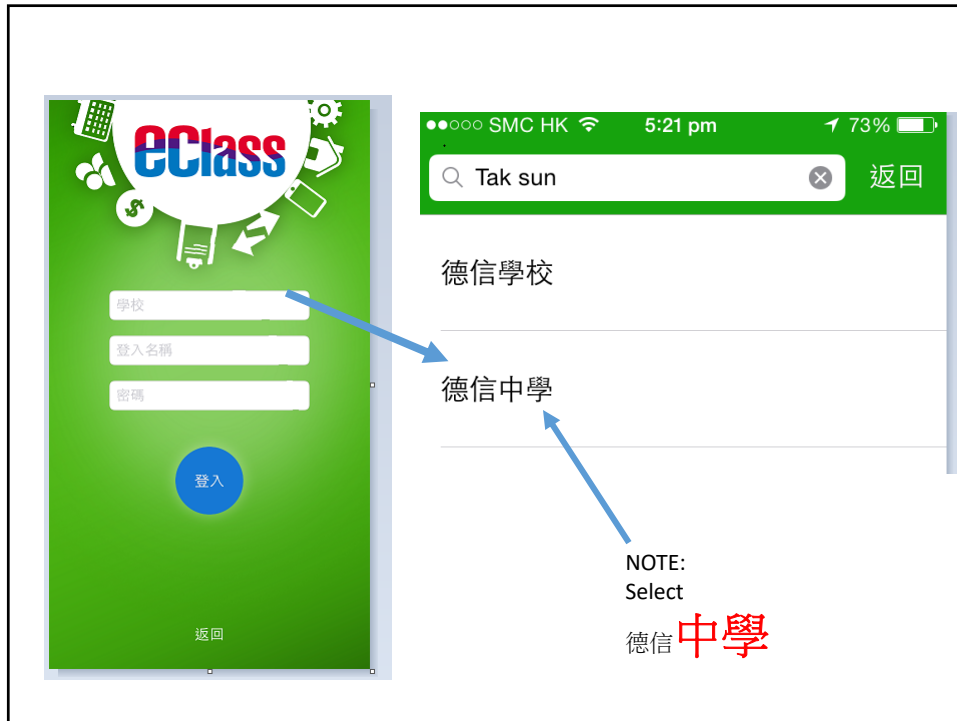 eClass
學校
登入名稱
密碼
登入
返回
SMC HK 5:21 pm 73%
Tak sun 返回
德信學校
德信中學
NOTE:
Select
德信中學